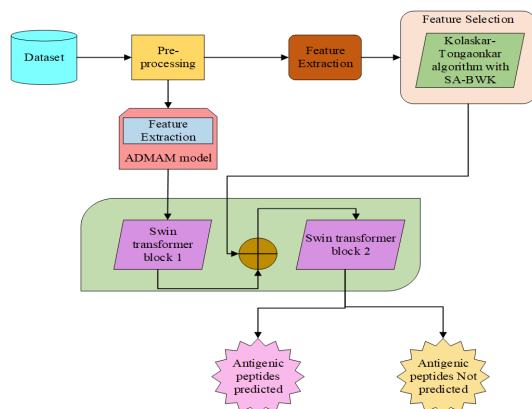 Dataset
Pre-
processing
Feature
Extraction
Feature Selection
Kolaskar-
Tongaonkar
algorithm with
SA-BWK
Feature
Extraction
ADMAM model
Swin
transformer
block 1
Swin transformer
block 2
Antigenic
peptides
predicted
Antigenic
peptides Not
predicted